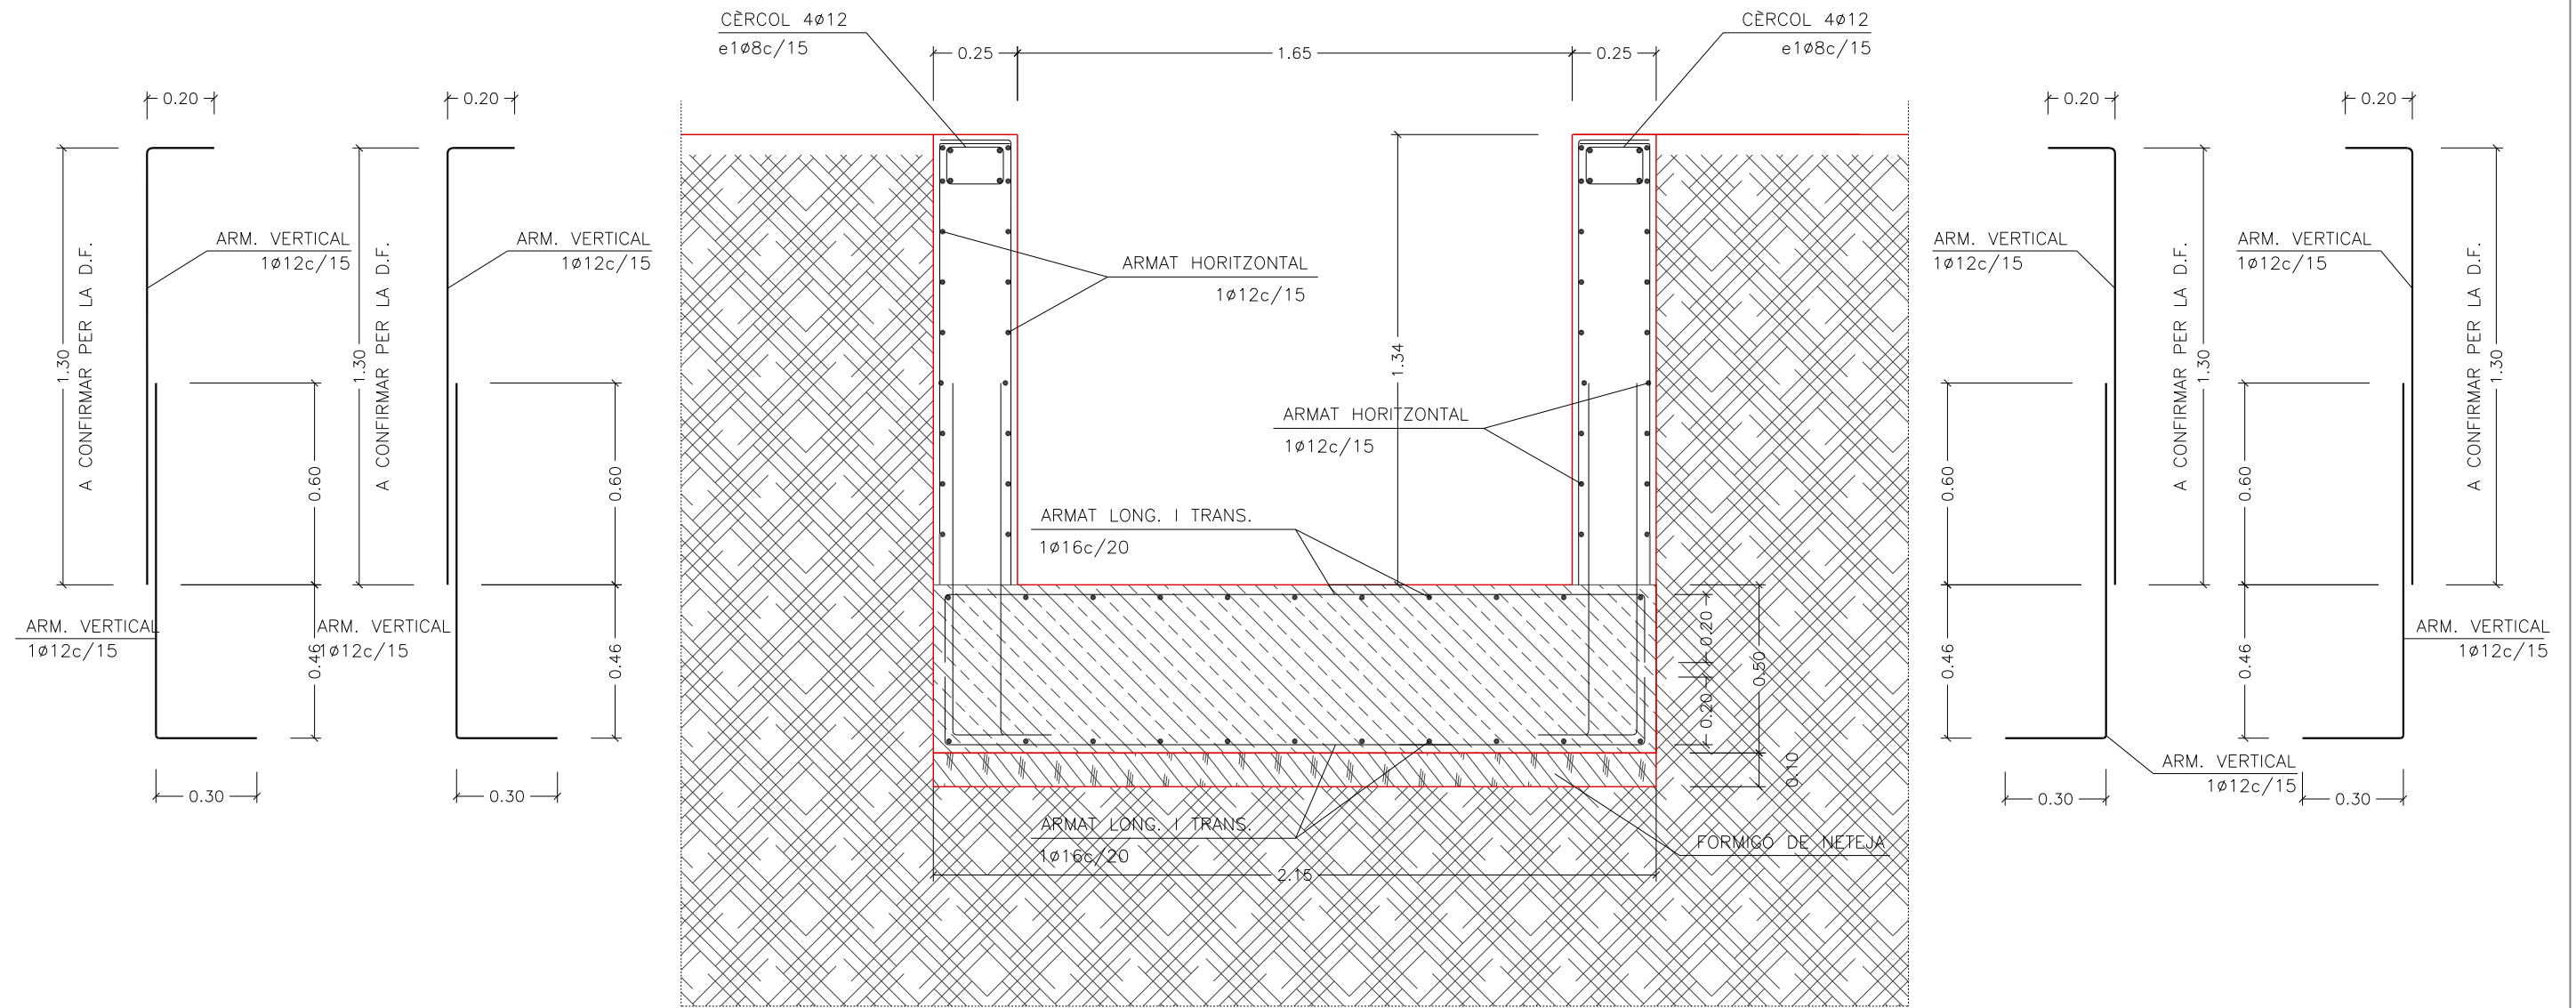 CÈRCOL 4ø12
e1ø8c/15
CÈRCOL 4ø12
e1ø8c/15
0.25
1.65
0.25
0.20
0.20
0.20
0.20
ARM. VERTICAL
1ø12c/15
ARM. VERTICAL
1ø12c/15
ARM. VERTICAL
1ø12c/15
ARM. VERTICAL
1ø12c/15
1.30
A CONFIRMAR PER LA D.F.
1.30
A CONFIRMAR PER LA D.F.
ARMAT HORITZONTAL
1ø12c/15
1.34
ARMAT HORITZONTAL
1ø12c/15
A CONFIRMAR PER LA D.F.
1.30
A CONFIRMAR PER LA D.F.
1.30
0.60
0.60
0.60
0.60
ARMAT LONG. I TRANS.
1ø16c/20
ARM. VERTICAL
1ø12c/15
0.46
ARM. VERTICAL
1ø12c/15
0.46
0.20
0.50
0.20
0.10
0.46
0.46
ARM. VERTICAL
1ø12c/15
ARM. VERTICAL
1ø12c/15
0.30
0.30
0.30
0.30
ARMAT LONG. I TRANS.
1ø16c/20
FORMIGÓ DE NETEJA
2.15